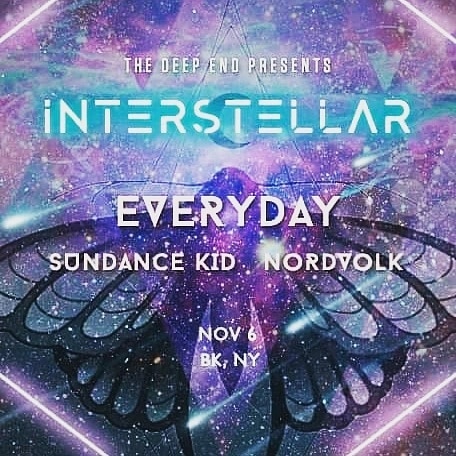 THE DEEP END PRESENTS
INTERSTELLAR
EVERYDAY
SUNDANCE KID NORDVOLK
NOV 6
BK, NY